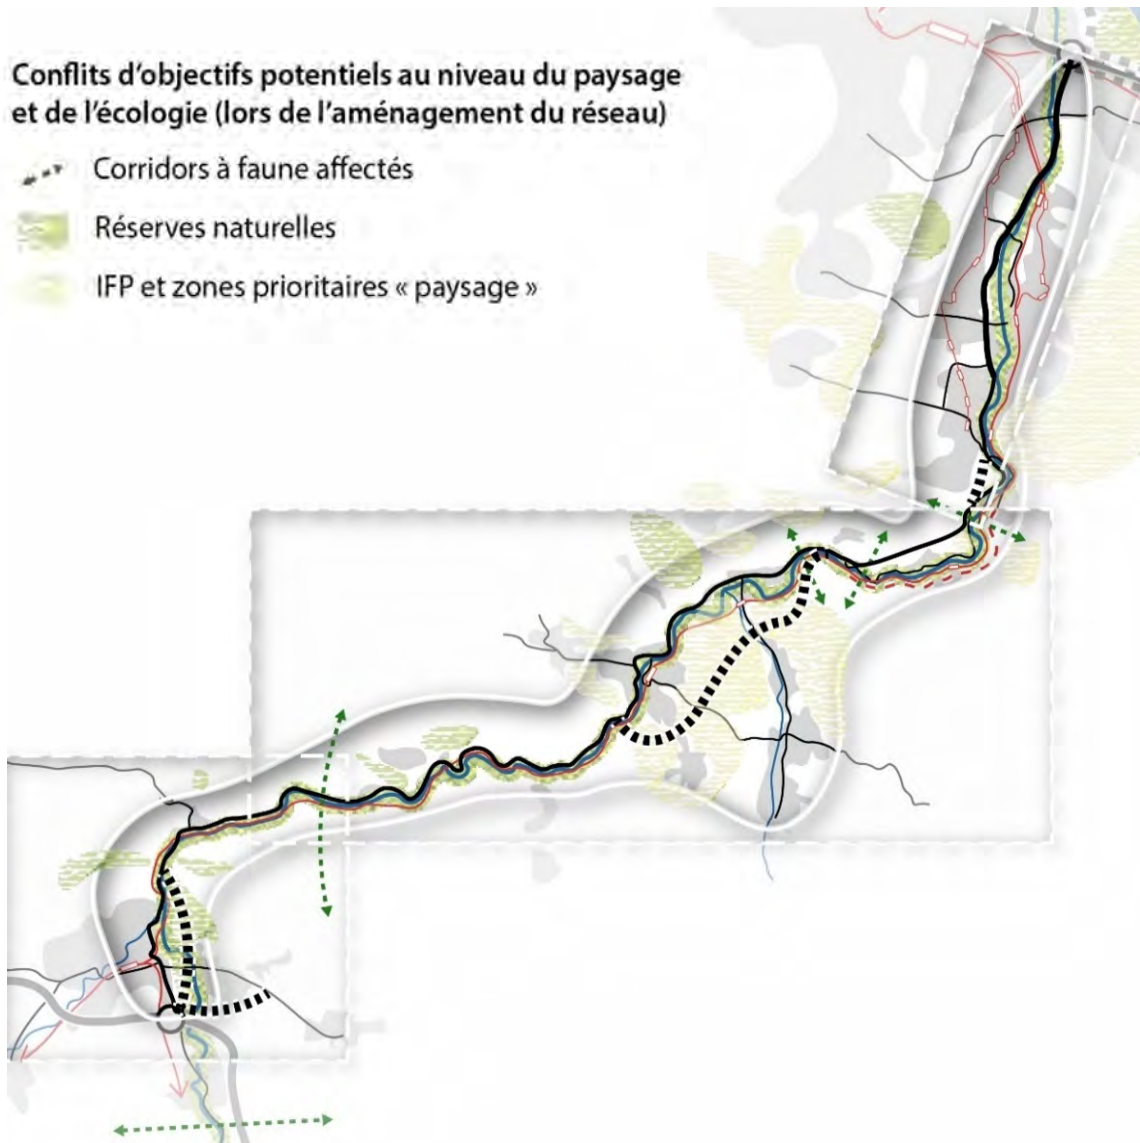 Conflits d’objectifs potentiels au niveau du paysage
et de l’écologie (lors de l’aménagement du réseau)
Corridors à faune affectés
Réserves naturelles
IFP et zones prioritaires « paysage »